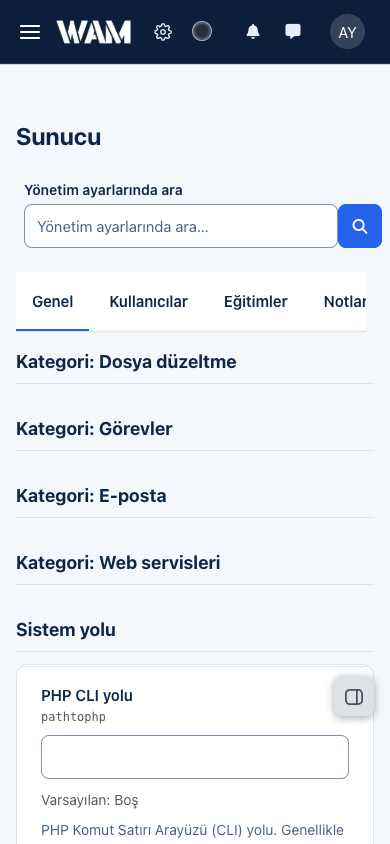 WAM
AY
Sunucu
Yönetim ayarlarında ara
Yönetim ayarlarında ara...
Genel
Kullanıcılar
Eğitimler
Notlar
Kategori: Dosya düzeltme
Kategori: Görevler
Kategori: E-posta
Kategori: Web servisleri
Sistem yolu
PHP CLI yolu
pathtophp
Varsayılan: Boş
PHP Komut Satırı Arayüzü (CLI) yolu. Genellikle